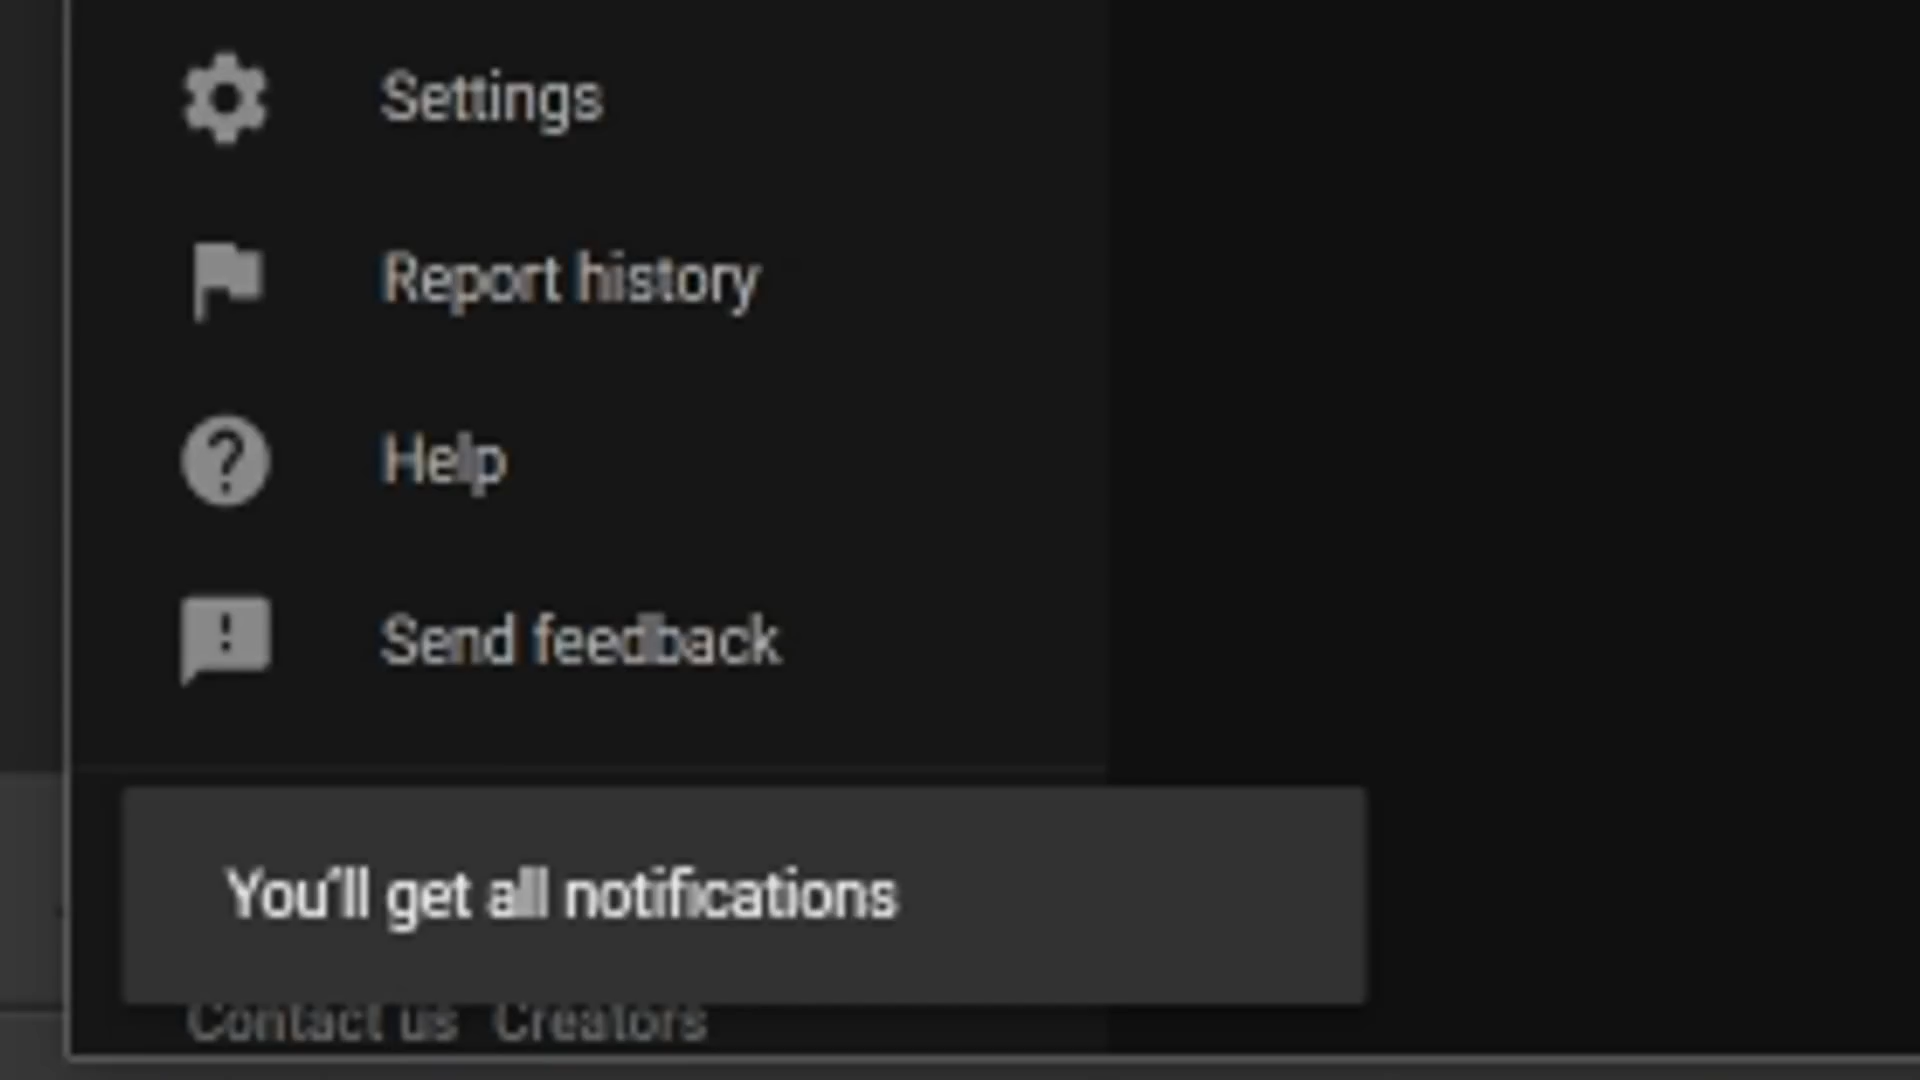 Settings
Report history
Help
Send feedback
You'll get all notifications
Contact us Creators